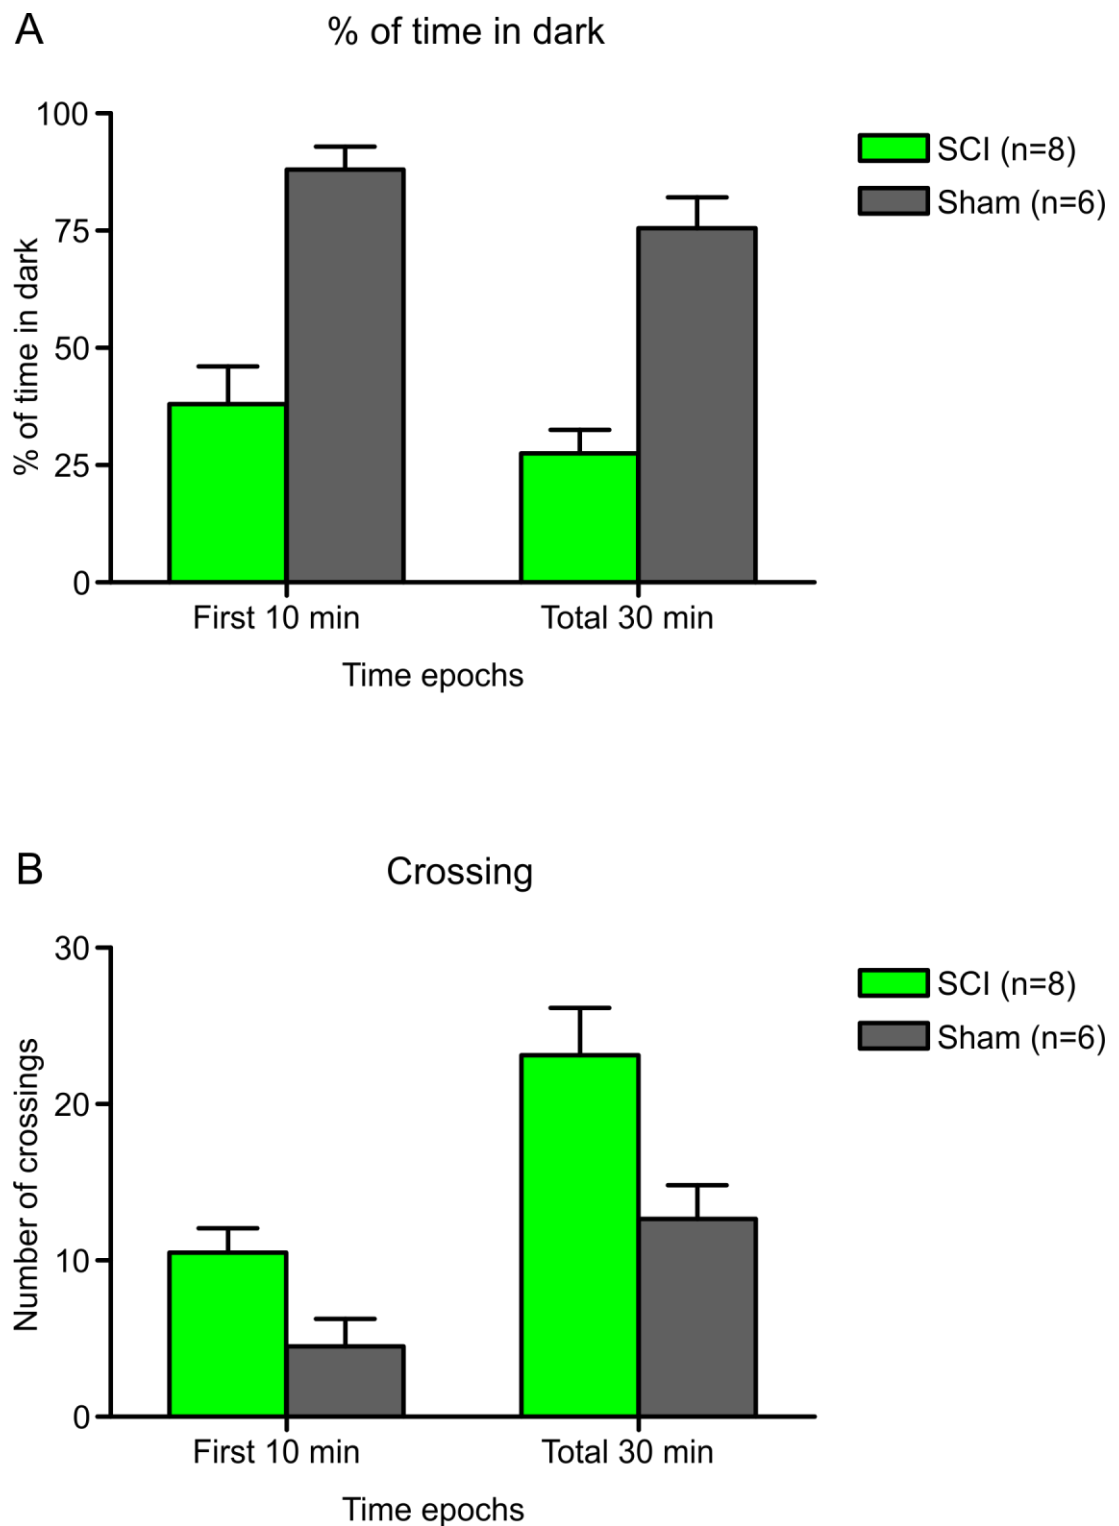 A
% of time in dark
100
75
50
25
0
% of time in dark
First 10 min
Total 30 min
Time epochs
SCI (n=8)
Sham (n=6)
B
Crossing
30
20
10
0
Number of crossings
First 10 min
Total 30 min
Time epochs
SCI (n=8)
Sham (n=6)